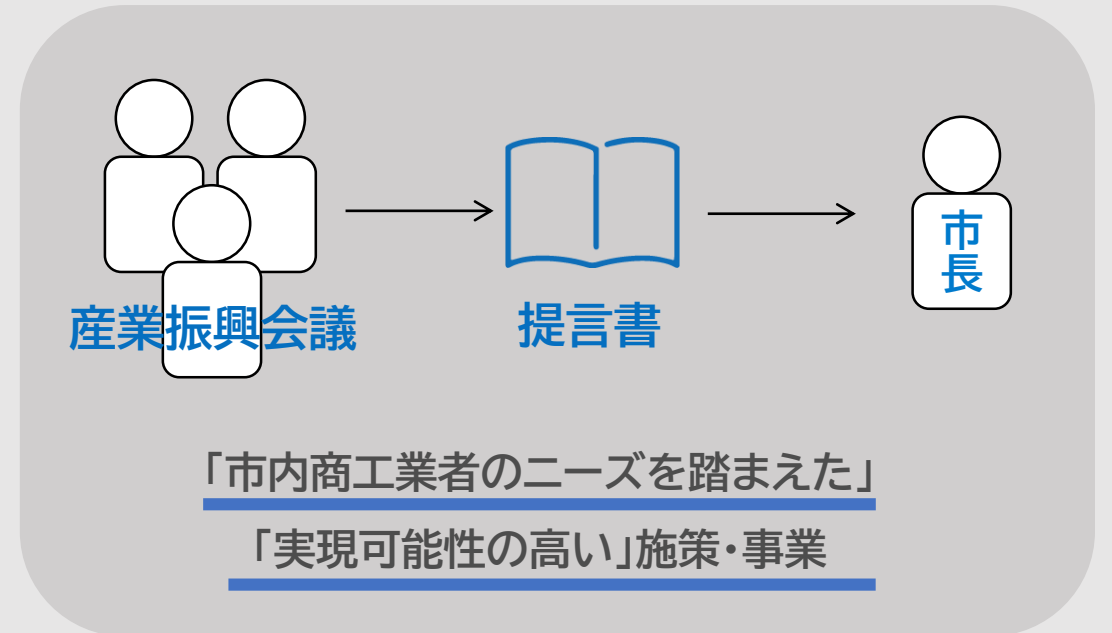 産業振興会議
提言書
市長
「市内商工業者のニーズを踏まえた」
「実現可能性の高い」施策・事業